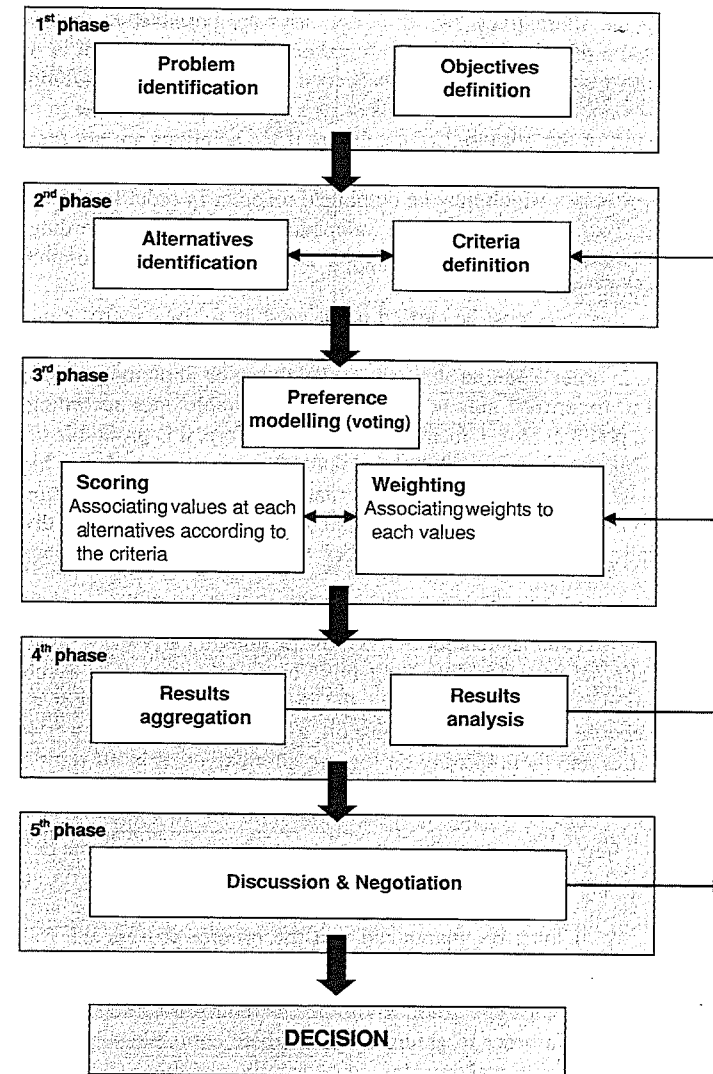 1st phase
Problem
identification
Objectives
definition
2nd phase
Alternatives
identification
Criteria
definition
3rd phase
Preference
modelling (voting)
Scoring
Associating values at each
alternatives according to
the criteria
Weighting
Associating weights to
each values
4th phase
Results
aggregation
Results
analysis
5th phase
Discussion & Negotiation
DECISION